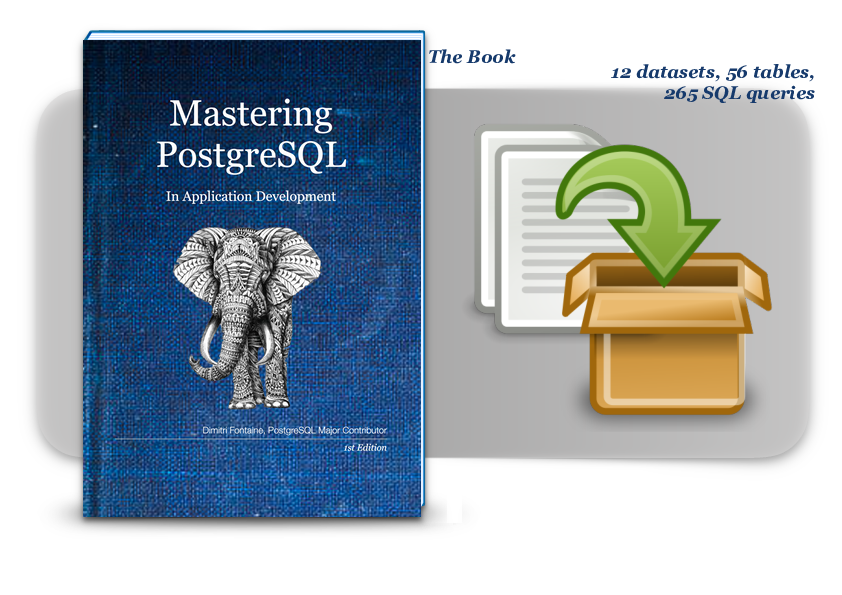 The Book
12 datasets, 56 tables,
265 SQL queries
Mastering
PostgreSQL
In Application Development
Dimitri Fontaine, PostgreSQL Major Contributor
1st Edition